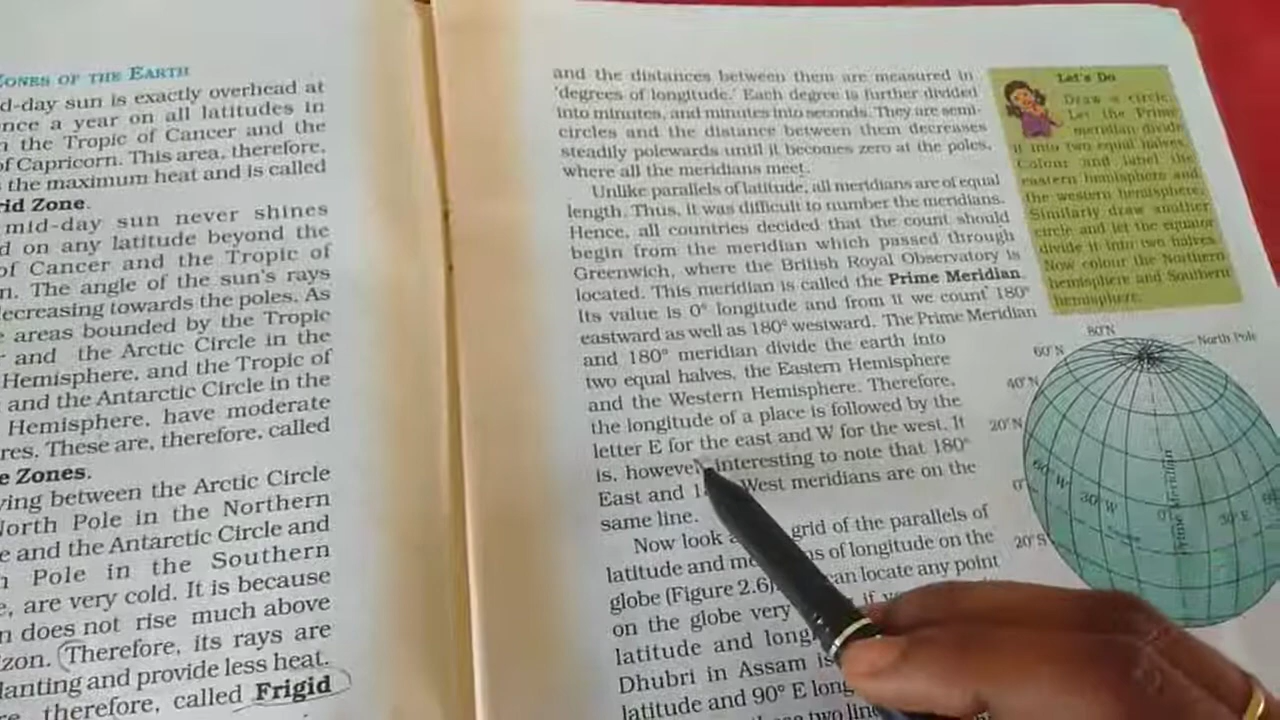 ZONES OF THE EARTH
d-day sun is exactly overhead at
nce a year on all latitudes in
n the Tropic of Cancer and the
of Capricorn. This area, therefore,
s the maximum heat and is called
rid Zone.
mid-day sun never shines
d on any latitude beyond the
of Cancer and the Tropic of
n. The angle of the sun's rays
decreasing towards the poles. As
e areas bounded by the Tropic
r and the Arctic Circle in the
Hemisphere, and the Tropic of
and the Antarctic Circle in the
Hemisphere, have moderate
res. These are, therefore, called
e Zones.
ying between the Arctic Circle
North Pole in the Northern
e and the Antarctic Circle and
h Pole in the Southern
e, are very cold. It is because
n does not rise much above
zon. Therefore, its rays are
lanting and provide less heat.
therefore, called Frigid
and the distances between them are measured in
'degrees of longitude.' Each degree is further divided
into minutes, and minutes into seconds. They are semi-
circles and the distance between them decreases
steadily polewards until it becomes zero at the poles,
where all the meridians meet.
Unlike parallels of latitude, all meridians are of equal
length. Thus, it was difficult to number the meridians.
Hence, all countries decided that the count should
begin from the meridian which passed through
Greenwich, where the British Royal Observatory is
located. This meridian is called the Prime Meridian.
Its value is 0° longitude and from it we count 180°
eastward as well as 180° westward. The Prime Meridian
and 180° meridian divide the earth into
two equal halves, the Eastern Hemisphere
and the Western Hemisphere. Therefore,
the longitude of a place is followed by the
letter E for the east and W for the west. It
is, however, interesting to note that 180°
East and West meridians are on the
same line.
Now look grid of the parallels of
latitude and of longitude on the
globe (Figure 2.6). can locate any point
on the globe very if
latitude and
Dhubri in Assam is
latitude and 90° E
two
Let's Do
Draw a circle.
Let the Prime
meridian divide
it into two equal halves.
Colour and label the
eastern hemisphere and
the western hemisphere.
Similarly draw another
circle and let the equator
divide it into two halves.
Now colour the Northern
hemisphere and Southern
hemisphere.
80°N
North Pole
60°N
40°N
20°N
0°
20°S
60°W
30°W
0°
Prime Meridian
30°E